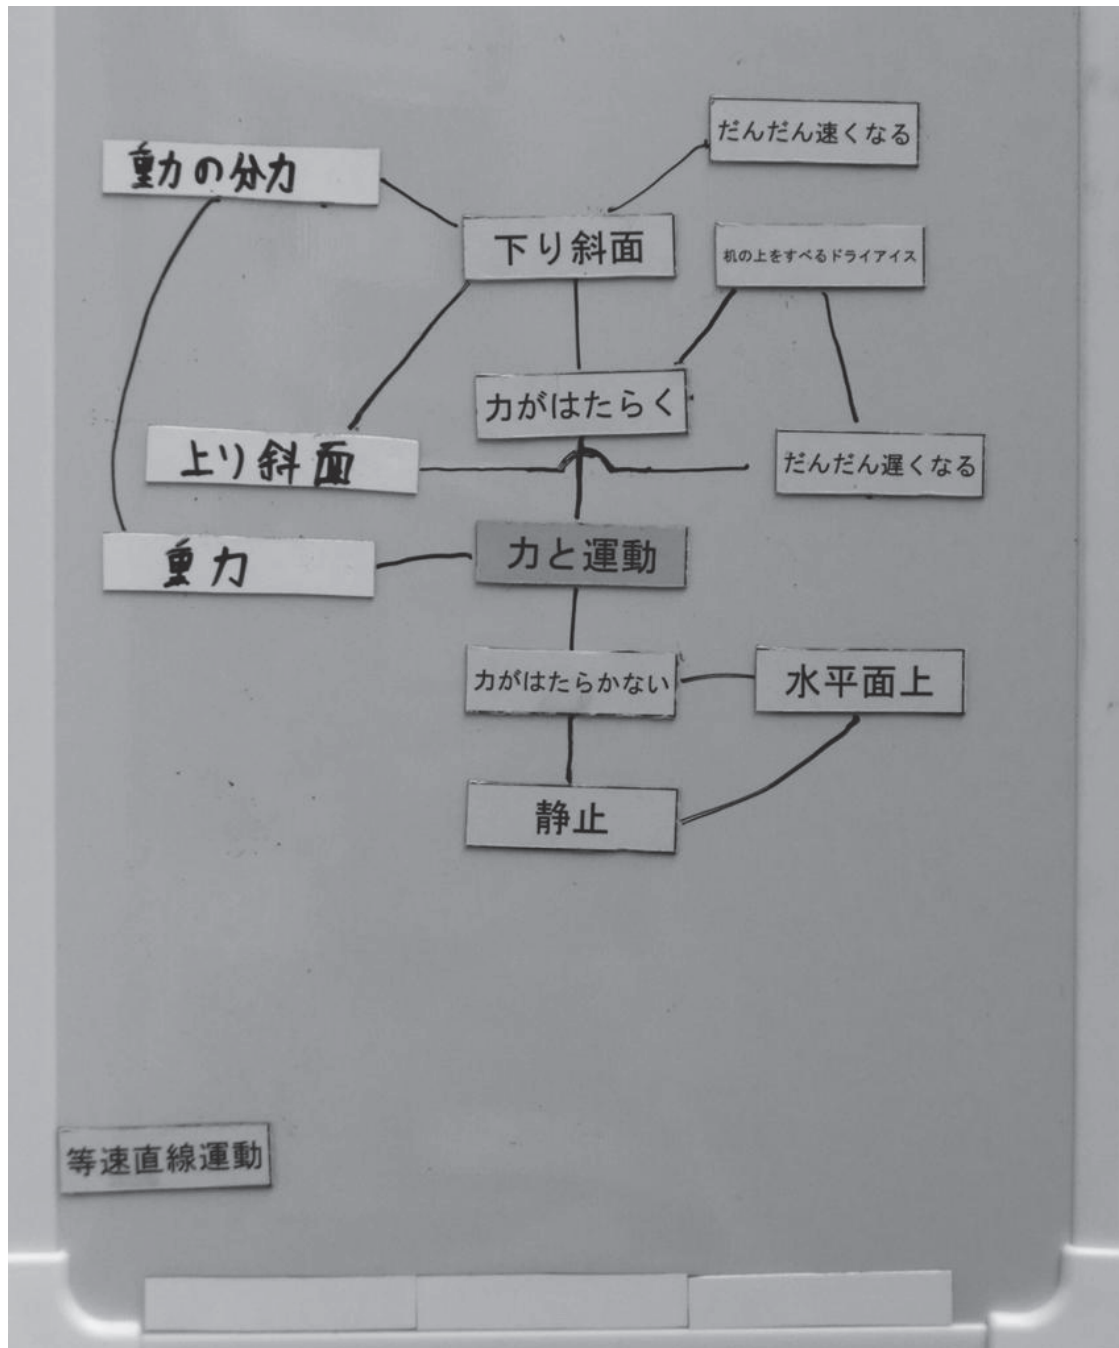 だんだん速くなる
重力の分力
下り斜面
机の上をすべるドライアイス
力がはたらく
上り斜面
だんだん遅くなる
力と運動
重力
力がはたらかない
水平面上
静止
等速直線運動